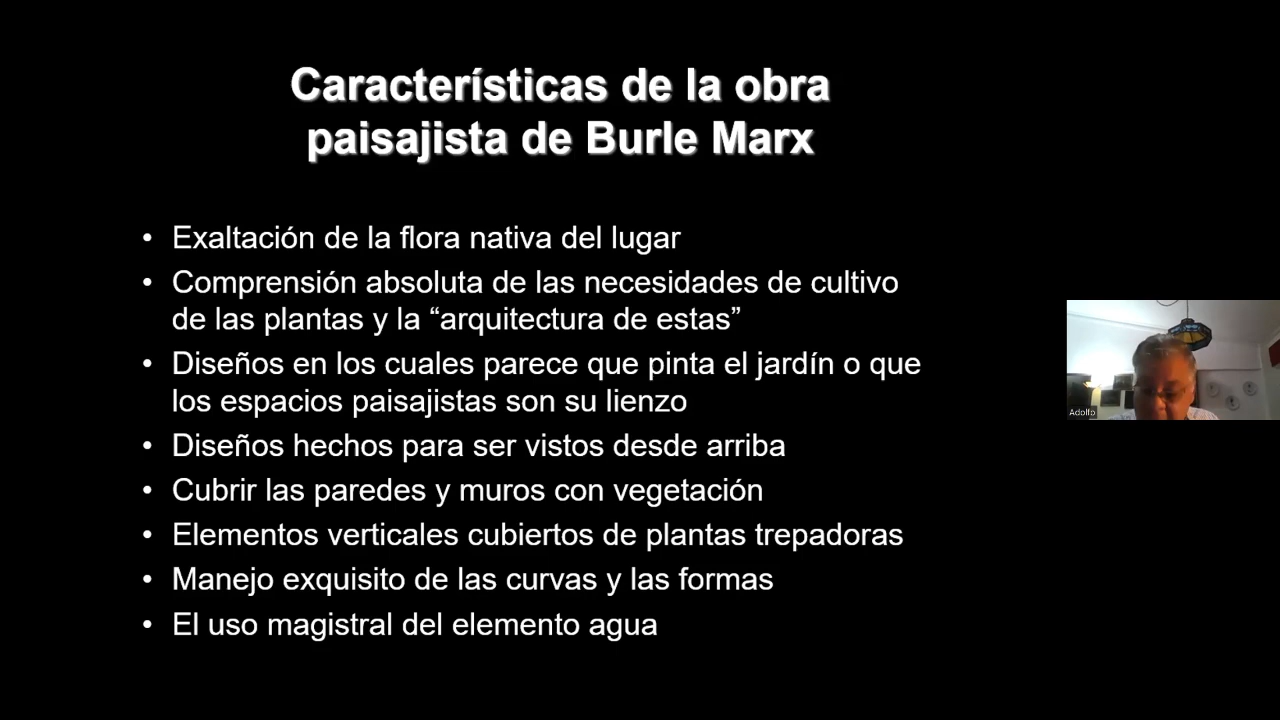 Características de la obra
paisajista de Burle Marx
• Exaltación de la flora nativa del lugar
• Comprensión absoluta de las necesidades de cultivo
de las plantas y la “arquitectura de estas”
• Diseños en los cuales parece que pinta el jardín o que
los espacios paisajistas son su lienzo
• Diseños hechos para ser vistos desde arriba
• Cubrir las paredes y muros con vegetación
• Elementos verticales cubiertos de plantas trepadoras
• Manejo exquisito de las curvas y las formas
• El uso magistral del elemento agua
Adolfo